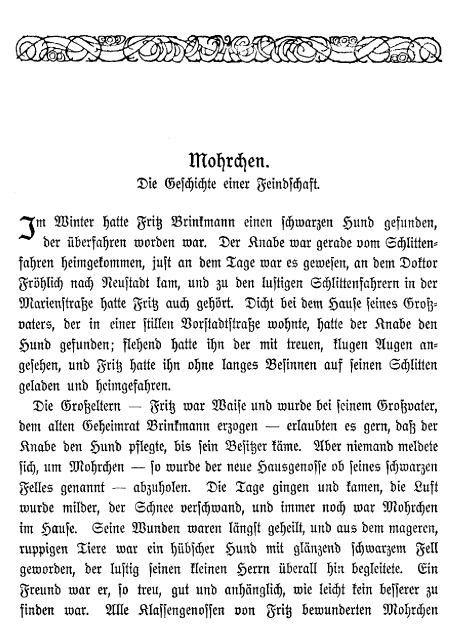 Mohrchen.
Die Geschichte einer Feindschaft.
Im Winter hatte Fritz Brinkmann einen schwarzen Hund gefunden,
der überfahren worden war. Der Knabe war gerade vom Schlitten-
fahren heimgekommen, just an dem Tage war es gewesen, an dem Doktor
Fröhlich nach Neustadt kam, und zu den lustigen Schlittenfahrern in der
Marienstraße hatte Fritz auch gehört. Dicht bei dem Hause seines Groß-
vaters, der in einer stillen Vorstadtstraße wohnte, hatte der Knabe den
Hund gefunden; flehend hatte ihn der mit treuen, klugen Augen an-
gesehen, und Fritz hatte ihn ohne langes Besinnen auf seinen Schlitten
geladen und heimgefahren.
Die Großeltern — Fritz war Waise und wurde bei seinem Großvater,
dem alten Geheimrat Brinkmann erzogen — erlaubten es gern, daß der
Knabe den Hund pflegte, bis sein Besitzer käme. Aber niemand meldete
sich, um Mohrchen — so wurde der neue Hausgenosse ob seines schwarzen
Felles genannt — abzuholen. Die Tage gingen und kamen, die Luft
wurde milder, der Schnee verschwand, und immer noch war Mohrchen
im Hause. Seine Wunden waren längst geheilt, und aus dem mageren,
ruppigen Tiere war ein hübscher Hund mit glänzend schwarzem Fell
geworden, der lustig seinen kleinen Herrn überall hin begleitete. Ein
Freund war er, so treu, gut und anhänglich, wie leicht kein besserer zu
finden war. Alle Klassengenossen von Fritz bewunderten Mohrchen